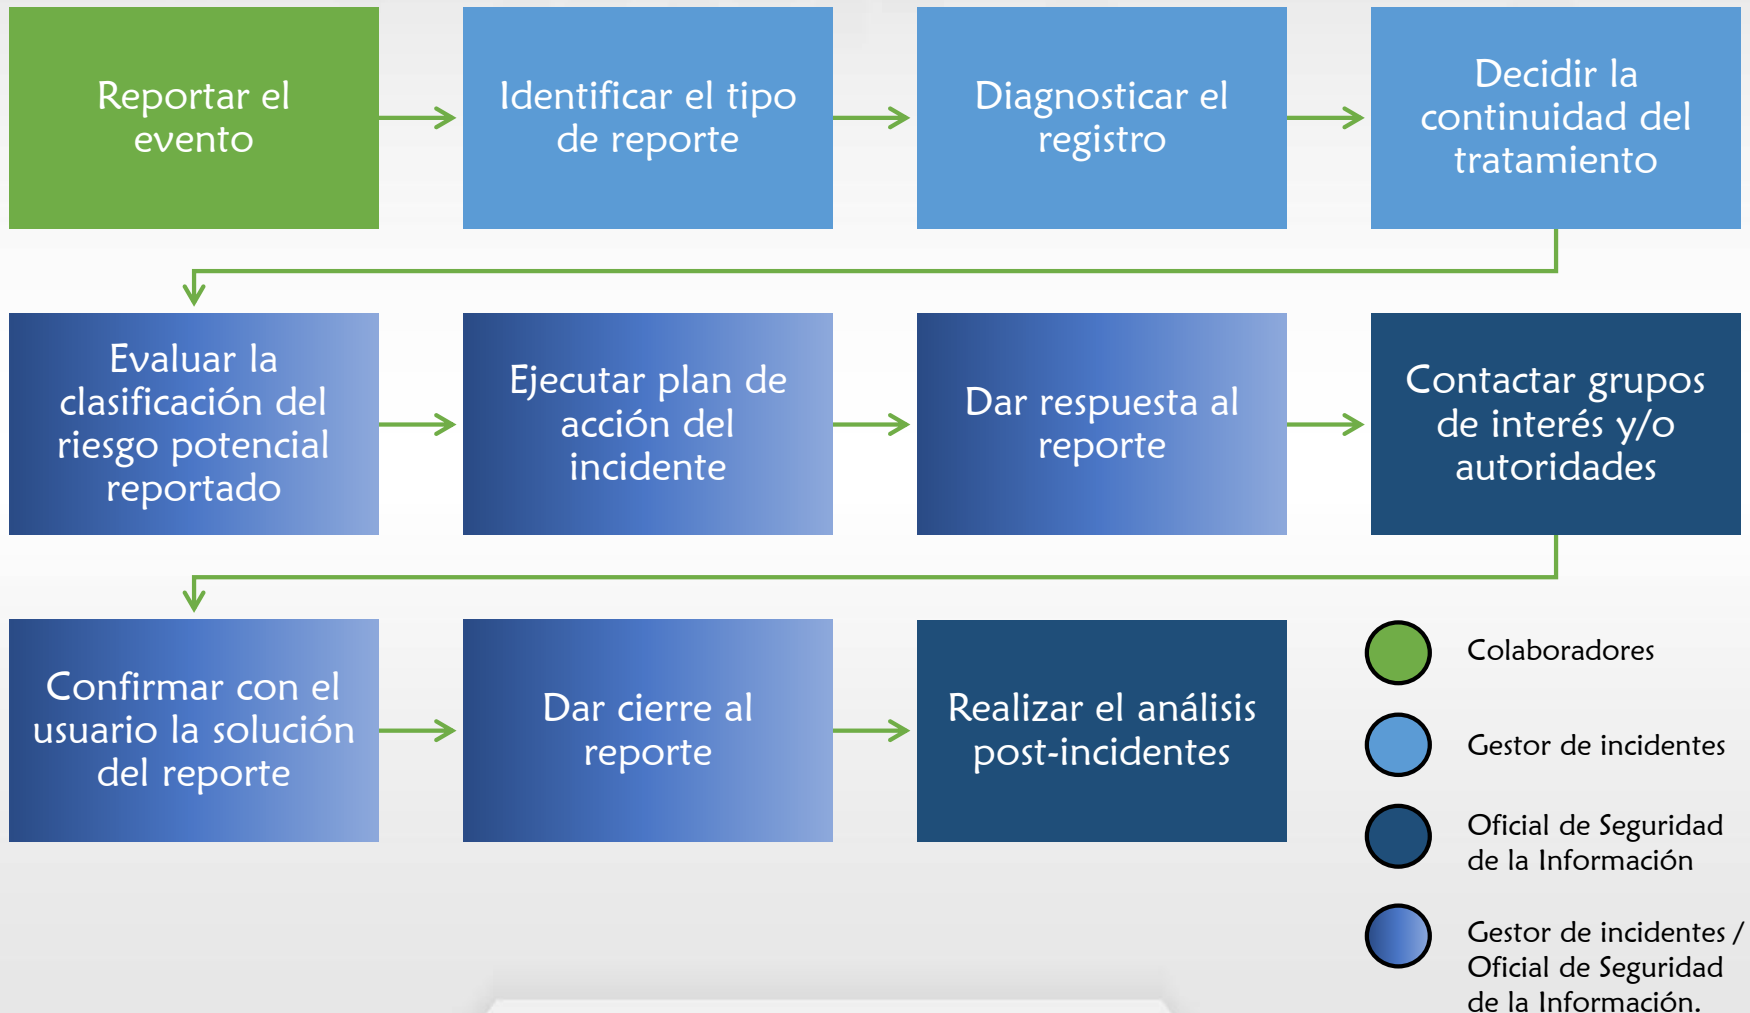 Reportar el
evento
Identificar el tipo
de reporte
Diagnosticar el
registro
Decidir la
continuidad del
tratamiento
Evaluar la
clasificación del
riesgo potencial
reportado
Ejecutar plan de
acción del
incidente
Dar respuesta al
reporte
Contactar grupos
de interés y/o
autoridades
Confirmar con el
usuario la solución
del reporte
Dar cierre al
reporte
Realizar el análisis
post-incidentes
Colaboradores
Gestor de incidentes
Oficial de Seguridad
de la Información
Gestor de incidentes /
Oficial de Seguridad
de la Información.